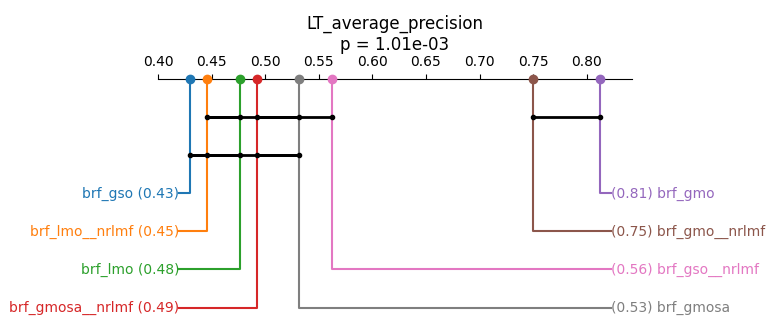 LT_average_precision
p = 1.01e-03
0.40 0.45 0.50 0.55 0.60 0.65 0.70 0.75 0.80
brf_gso (0.43) (0.81) brf_gmo
brf_lmo__nrlmf (0.45) (0.75) brf_gmo__nrlmf
brf_lmo (0.48) (0.56) brf_gso__nrlmf
brf_gmosa__nrlmf (0.49) (0.53) brf_gmosa